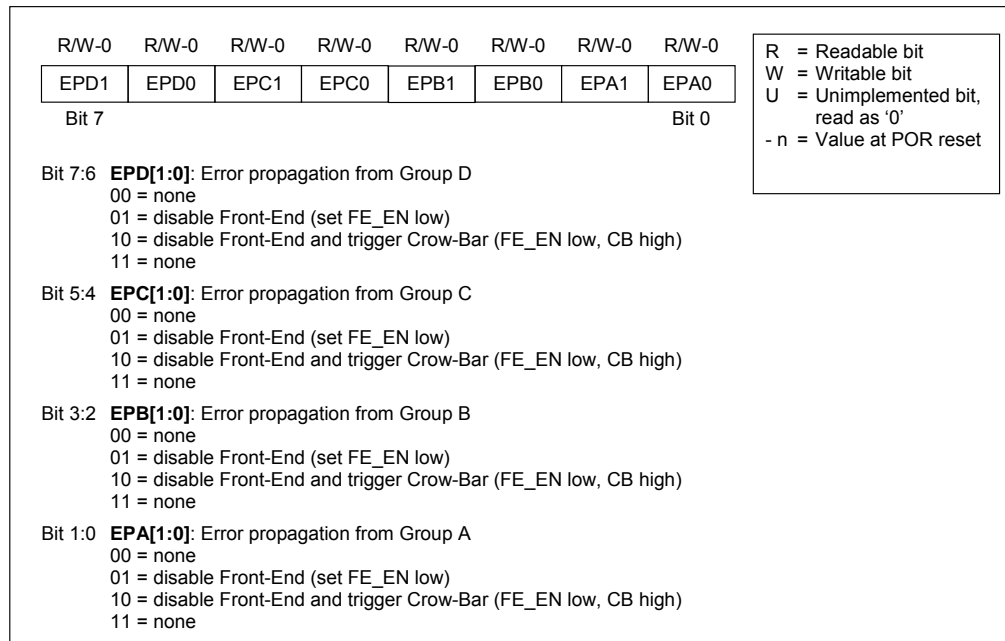 R/W-0 R/W-0 R/W-0 R/W-0 R/W-0 R/W-0 R/W-0 R/W-0
EPD1 EPD0 EPC1 EPC0 EPB1 EPB0 EPA1 EPA0
Bit 7 Bit 0
R = Readable bit
W = Writable bit
U = Unimplemented bit,
read as ‘0’
- n = Value at POR reset
Bit 7:6 EPD[1:0]: Error propagation from Group D
00 = none
01 = disable Front-End (set FE_EN low)
10 = disable Front-End and trigger Crow-Bar (FE_EN low, CB high)
11 = none
Bit 5:4 EPC[1:0]: Error propagation from Group C
00 = none
01 = disable Front-End (set FE_EN low)
10 = disable Front-End and trigger Crow-Bar (FE_EN low, CB high)
11 = none
Bit 3:2 EPB[1:0]: Error propagation from Group B
00 = none
01 = disable Front-End (set FE_EN low)
10 = disable Front-End and trigger Crow-Bar (FE_EN low, CB high)
11 = none
Bit 1:0 EPA[1:0]: Error propagation from Group A
00 = none
01 = disable Front-End (set FE_EN low)
10 = disable Front-End and trigger Crow-Bar (FE_EN low, CB high)
11 = none